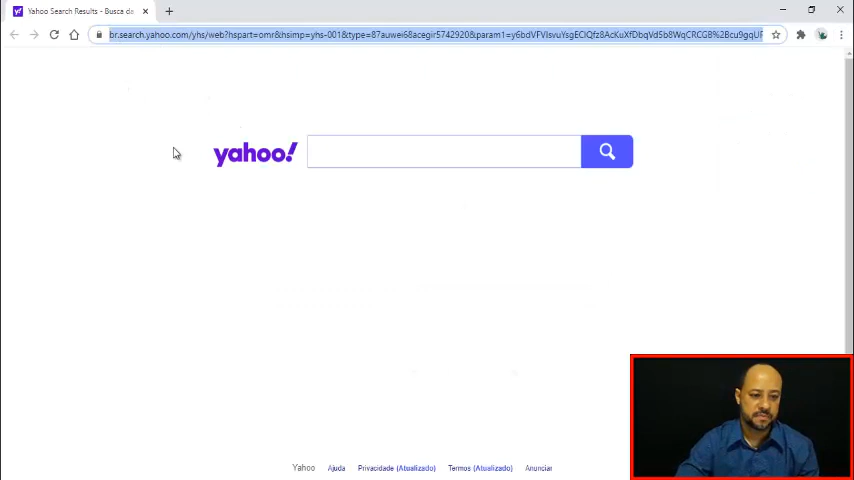 Yahoo Search Results - Busca da
br.search.yahoo.com/yhs/web?hspart=omr&hsimp=yhs-001&type=87auwei68acegir5742920&param1=y6bdVFVIsvuYsgEClQfz8AcKuXfDbqVd5b8WqCRCGB%2Bcu9gqUF
yahoo!
Yahoo Ajuda Privacidade (Atualizado) Termos (Atualizado) Anunciar